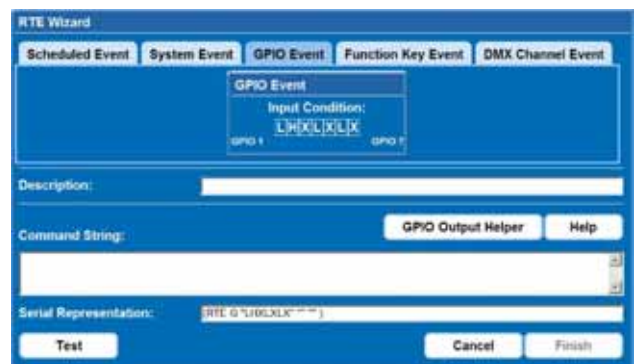 RTE Wizard
Scheduled Event System Event GPIO Event Function Key Event DMX Channel Event
GPIO Event
Input Condition:
L H X L X L X
GPIO 1 GPIO 7
Description:
GPIO Output Helper Help
Command String:
Serial Representation: (RTE G "LHXLXLX" "" "" )
Test Cancel Finish